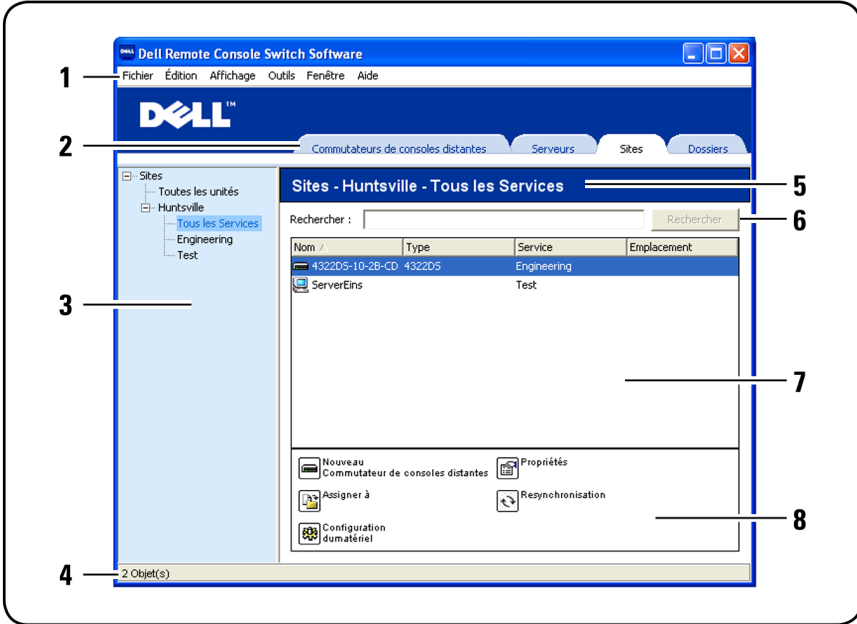 Dell Remote Console Switch Software
1
Fichier Édition Affichage Outils Fenêtre Aide
DELL™
2
Commutateurs de consoles distantes Serveurs Sites Dossiers
Sites
Toutes les unités
Huntsville
Tous les Services
Engineering
Test
3
Sites - Huntsville - Tous les Services
5
Rechercher : Rechercher
6
Nom Type Service Emplacement
4322DS-10-2B-CD 4322DS Engineering
ServerEins Test
7
Nouveau
Commutateur de consoles distantes
Propriétés
Assigner à
Resynchronisation
Configuration
dumatériel
8
4
2 Objet(s)